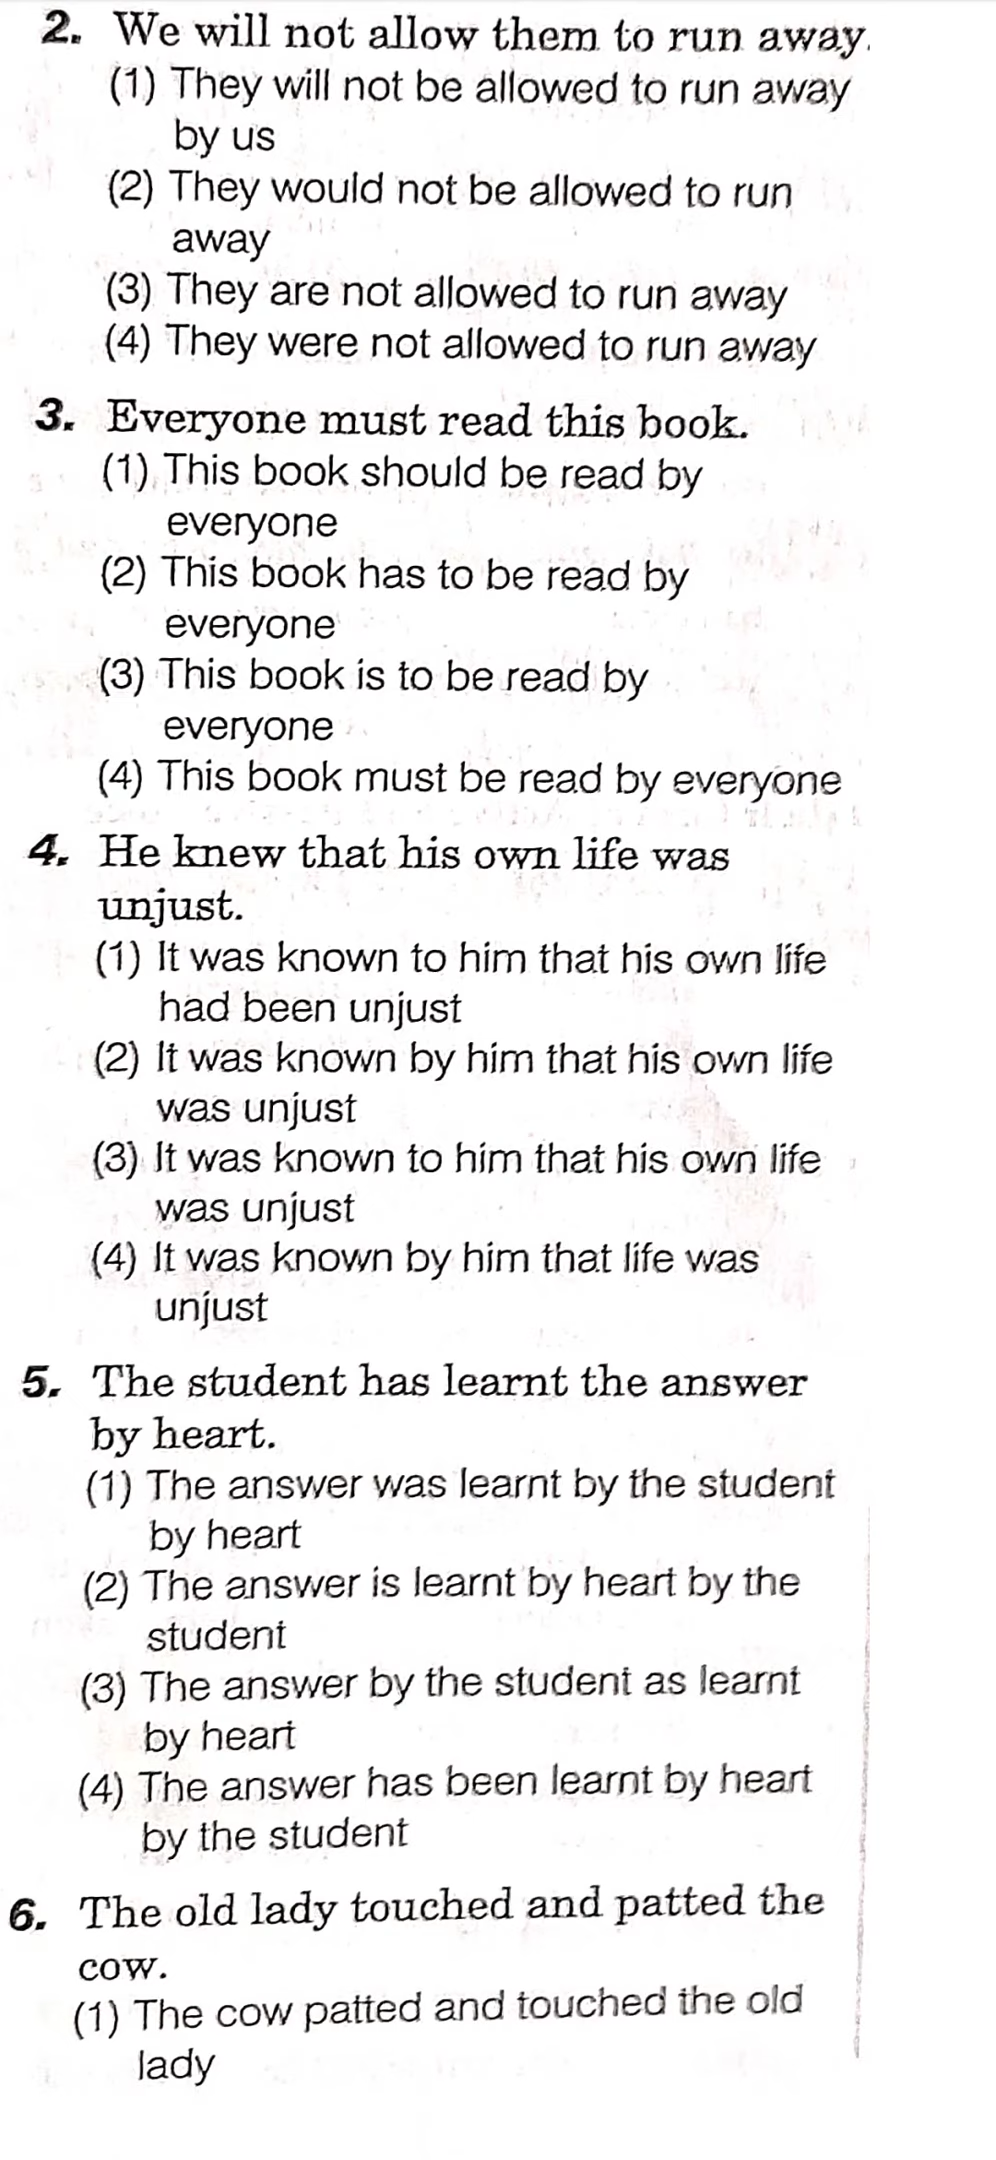 2. We will not allow them to run away.
(1) They will not be allowed to run away
by us
(2) They would not be allowed to run
away
(3) They are not allowed to run away
(4) They were not allowed to run away
3. Everyone must read this book.
(1) This book should be read by
everyone
(2) This book has to be read by
everyone
(3) This book is to be read by
everyone
(4) This book must be read by everyone
4. He knew that his own life was
unjust.
(1) It was known to him that his own life
had been unjust
(2) It was known by him that his own life
was unjust
(3) It was known to him that his own life
was unjust
(4) It was known by him that life was
unjust
5. The student has learnt the answer
by heart.
(1) The answer was learnt by the student
by heart
(2) The answer is learnt by heart by the
student
(3) The answer by the student as learnt
by heart
(4) The answer has been learnt by heart
by the student
6. The old lady touched and patted the
cow.
(1) The cow patted and touched the old
lady